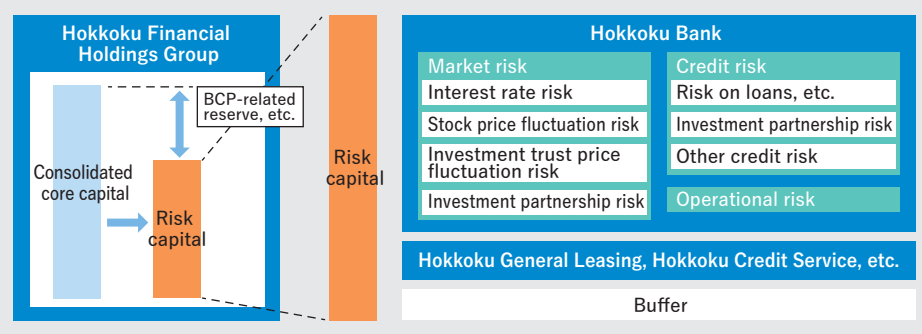 Hokkoku Financial
Holdings Group
BCP-related
reserve, etc.
Consolidated
core capital
Risk
capital
Risk
capital
Hokkoku Bank
Market risk
Interest rate risk
Stock price fluctuation risk
Investment trust price
fluctuation risk
Investment partnership risk
Credit risk
Risk on loans, etc.
Investment partnership risk
Other credit risk
Operational risk
Hokkoku General Leasing, Hokkoku Credit Service, etc.
Buffer